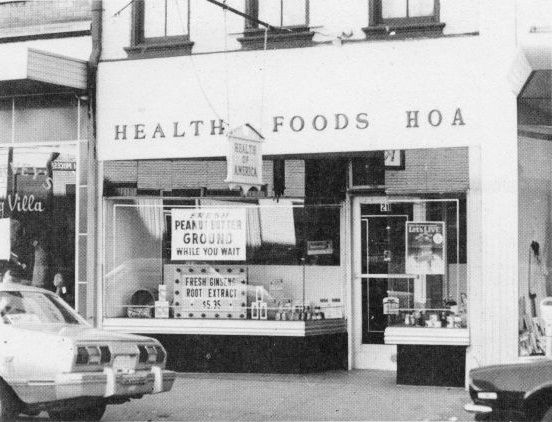 HEALTH FOODS HOA
HEALTH
OF
AMERICA
Villa
FRESH
PEANUT BUTTER
GROUND
WHILE YOU WAIT
FRESH GINSENG
ROOT EXTRACT
$5.35
Let's LIVE